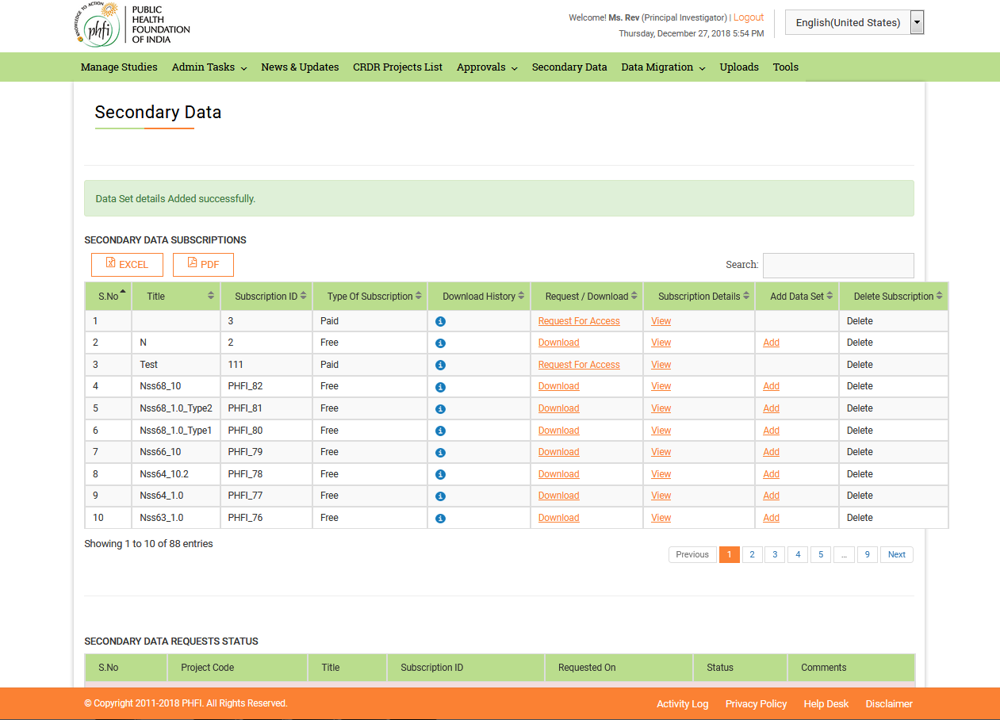 KNOWLEDGE TO ACTION
phfi
PUBLIC
HEALTH
FOUNDATION
OF INDIA
Welcome! Ms. Rev (Principal Investigator) | Logout
Thursday, December 27, 2018 5:54 PM
English(United States)
Manage Studies Admin Tasks News & Updates CRDR Projects List Approvals Secondary Data Data Migration Uploads Tools
Secondary Data
Data Set details Added successfully.
SECONDARY DATA SUBSCRIPTIONS
EXCEL PDF Search:
S.No Title Subscription ID Type Of Subscription Download History Request / Download Subscription Details Add Data Set Delete Subscription
1 3 Paid Request For Access View Delete
2 N 2 Free Download View Add Delete
3 Test 111 Paid Request For Access View Delete
4 Nss68_10 PHFI_82 Free Download View Add Delete
5 Nss68_1.0_Type2 PHFI_81 Free Download View Add Delete
6 Nss68_1.0_Type1 PHFI_80 Free Download View Add Delete
7 Nss66_10 PHFI_79 Free Download View Add Delete
8 Nss64_10.2 PHFI_78 Free Download View Add Delete
9 Nss64_1.0 PHFI_77 Free Download View Add Delete
10 Nss63_1.0 PHFI_76 Free Download View Add Delete
Showing 1 to 10 of 88 entries
Previous 1 2 3 4 5 ... 9 Next
SECONDARY DATA REQUESTS STATUS
S.No Project Code Title Subscription ID Requested On Status Comments
© Copyright 2011-2018 PHFI. All Rights Reserved. Activity Log Privacy Policy Help Desk Disclaimer